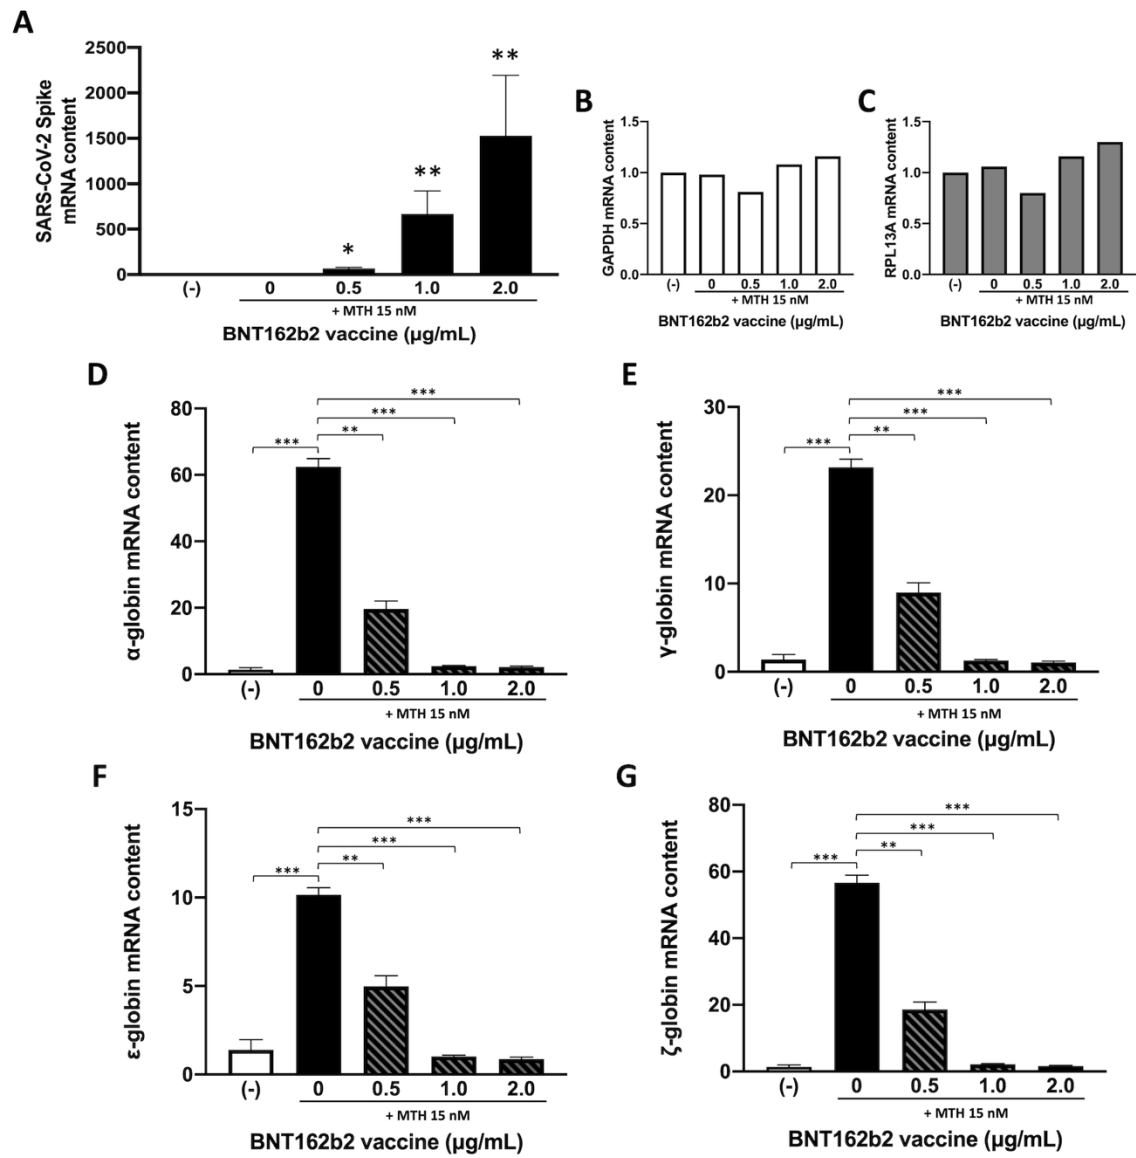 A
SARS-CoV-2 Spike
mRNA content
2500
2000
1500
1000
500
0
*
**
**
(-) 0 0.5 1.0 2.0
+ MTH 15 nM
BNT162b2 vaccine (µg/mL)
B
GAPDH mRNA content
1.5
1.0
0.5
0.0
(-) 0 0.5 1.0 2.0
+ MTH 15 nM
BNT162b2 vaccine (µg/mL)
C
RPL13A mRNA content
1.5
1.0
0.5
0.0
(-) 0 0.5 1.0 2.0
+ MTH 15 nM
BNT162b2 vaccine (µg/mL)
D
α-globin mRNA content
80
60
40
20
0
***
***
**
***
(-) 0 0.5 1.0 2.0
+ MTH 15 nM
BNT162b2 vaccine (µg/mL)
E
γ-globin mRNA content
30
20
10
0
***
***
**
***
(-) 0 0.5 1.0 2.0
+ MTH 15 nM
BNT162b2 vaccine (µg/mL)
F
ε-globin mRNA content
15
10
5
0
***
***
**
***
(-) 0 0.5 1.0 2.0
+ MTH 15 nM
BNT162b2 vaccine (µg/mL)
G
ζ-globin mRNA content
80
60
40
20
0
***
***
**
***
(-) 0 0.5 1.0 2.0
+ MTH 15 nM
BNT162b2 vaccine (µg/mL)